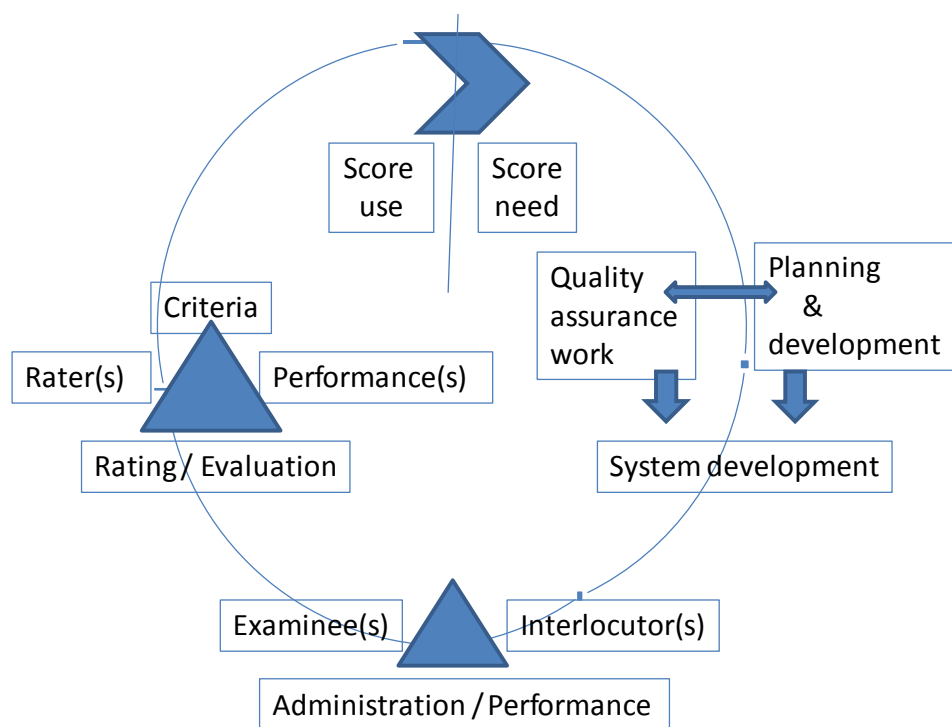 Score
use
Score
need
Quality
assurance
work
Planning
&
development
Criteria
Rater(s)
Performance(s)
Rating / Evaluation
System development
Examinee(s)
Interlocutor(s)
Administration / Performance